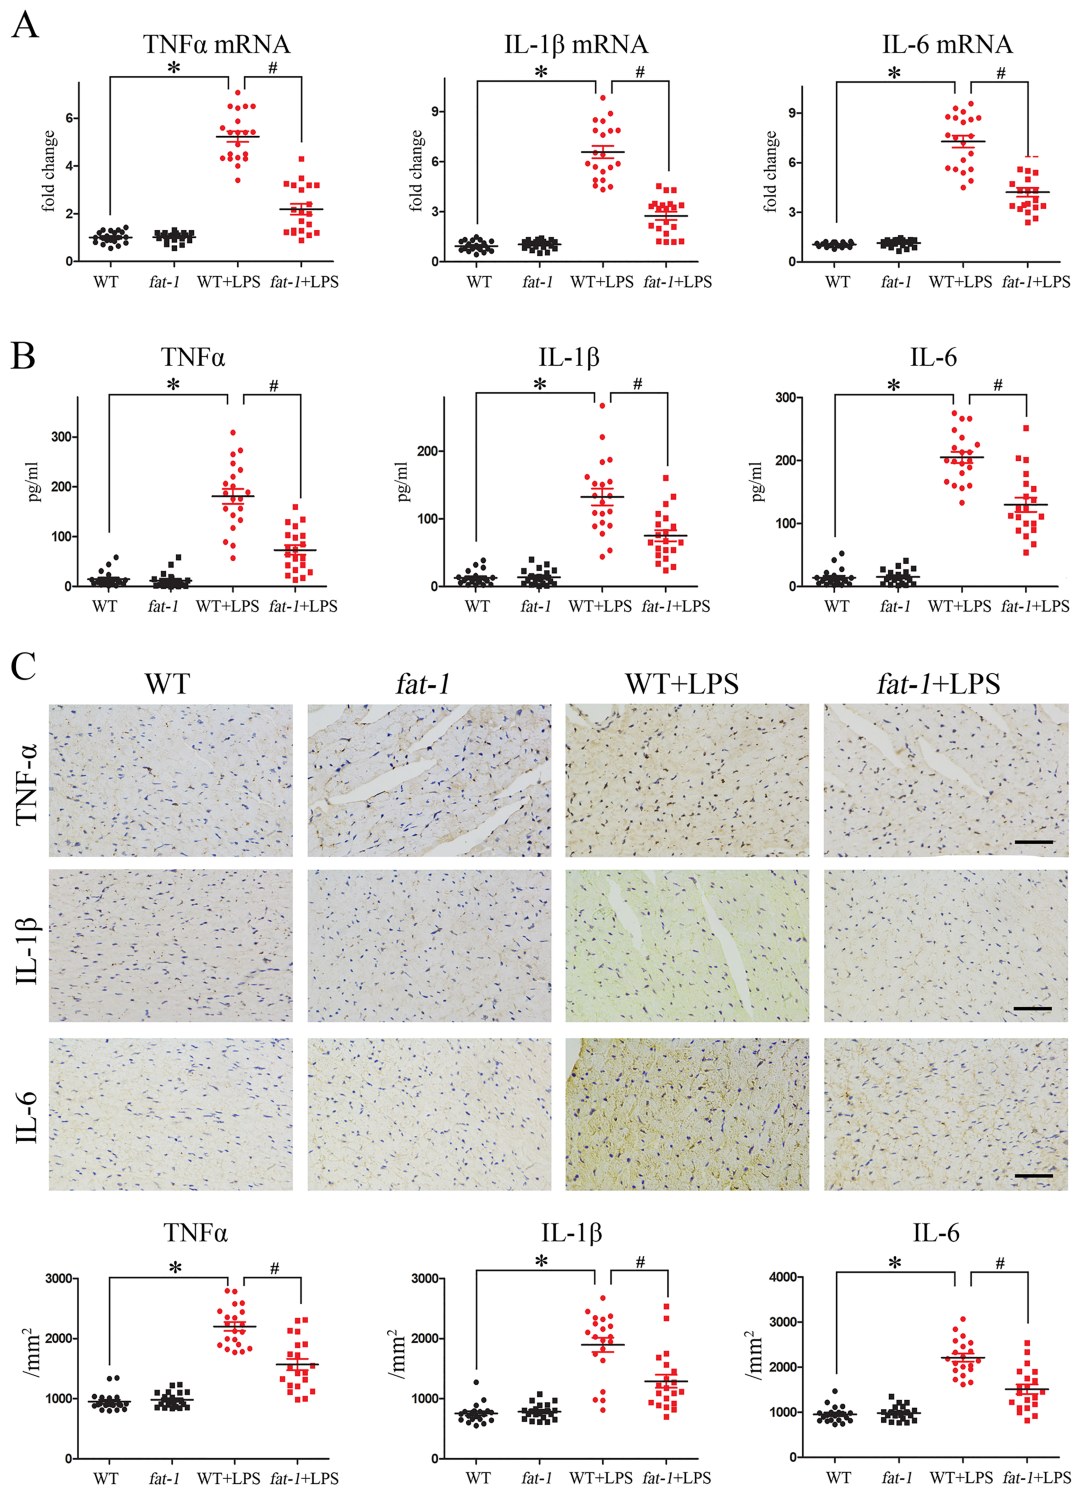 A
TNFα mRNA IL-1β mRNA IL-6 mRNA
* # * # * #
fold change
6
4
2
0
WT fat-1 WT+LPS fat-1+LPS
fold change
9
6
3
0
WT fat-1 WT+LPS fat-1+LPS
fold change
9
6
3
0
WT fat-1 WT+LPS fat-1+LPS
B
TNFα IL-1β IL-6
* # * # * #
pg/ml
300
200
100
0
WT fat-1 WT+LPS fat-1+LPS
pg/ml
200
100
0
WT fat-1 WT+LPS fat-1+LPS
pg/ml
300
200
100
0
WT fat-1 WT+LPS fat-1+LPS
C
WT fat-1 WT+LPS fat-1+LPS
TNF-α
IL-1β
IL-6
TNFα IL-1β IL-6
* # * # * #
/mm²
3000
2000
1000
0
WT fat-1 WT+LPS fat-1+LPS
/mm²
3000
2000
1000
0
WT fat-1 WT+LPS fat-1+LPS
/mm²
4000
3000
2000
1000
0
WT fat-1 WT+LPS fat-1+LPS